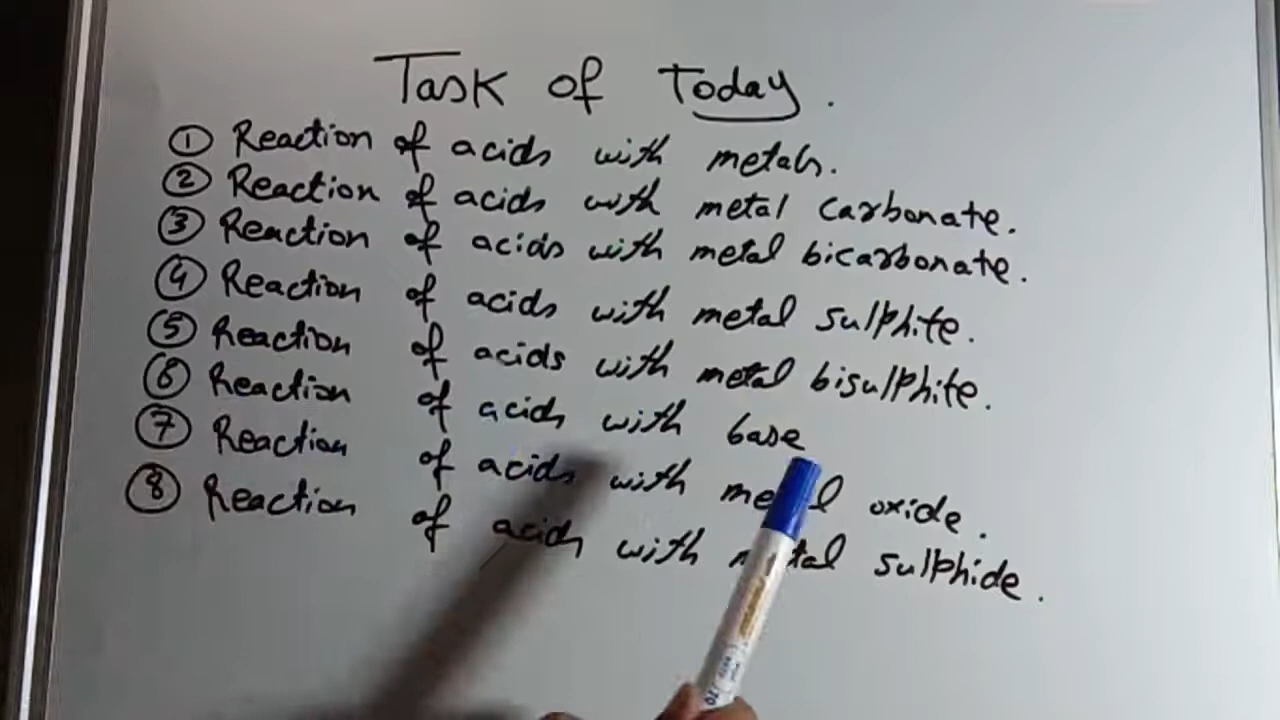 Task of Today.
① Reaction of acids with metals.
② Reaction of acids with metal carbonate.
③ Reaction of acids with metal bicarbonate.
④ Reaction of acids with metal sulphite.
⑤ Reaction of acids with metal bisulphite.
⑥ Reaction of acids with base
⑦ Reaction of acids with metal oxide.
⑧ Reaction of acids with metal sulphide.